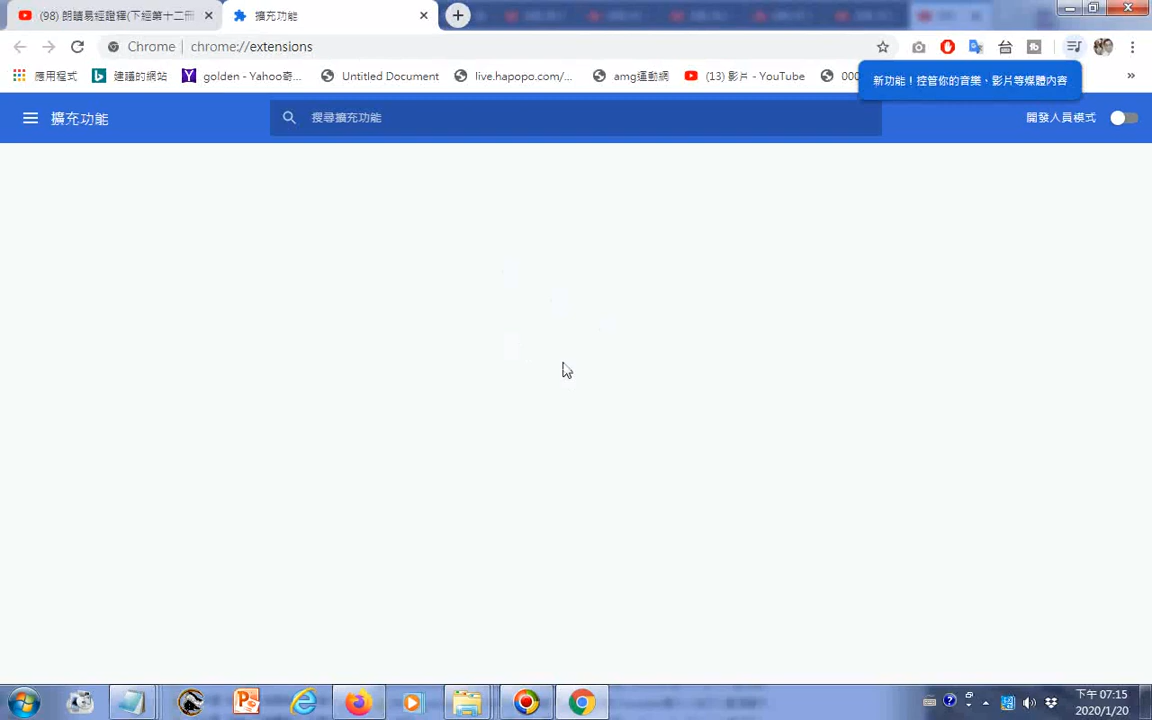 (98) 朗讀易經證釋(下經第十二冊
擴充功能
Chrome | chrome://extensions
應用程式
建議的網站
golden - Yahoo奇...
Untitled Document
live.hapopo.com/...
amg運動網
(13) 影片 - YouTube
000
»
新功能！控管你的音樂、影片等媒體內容
擴充功能
搜尋擴充功能
開發人員模式
下午 07:15
2020/1/20